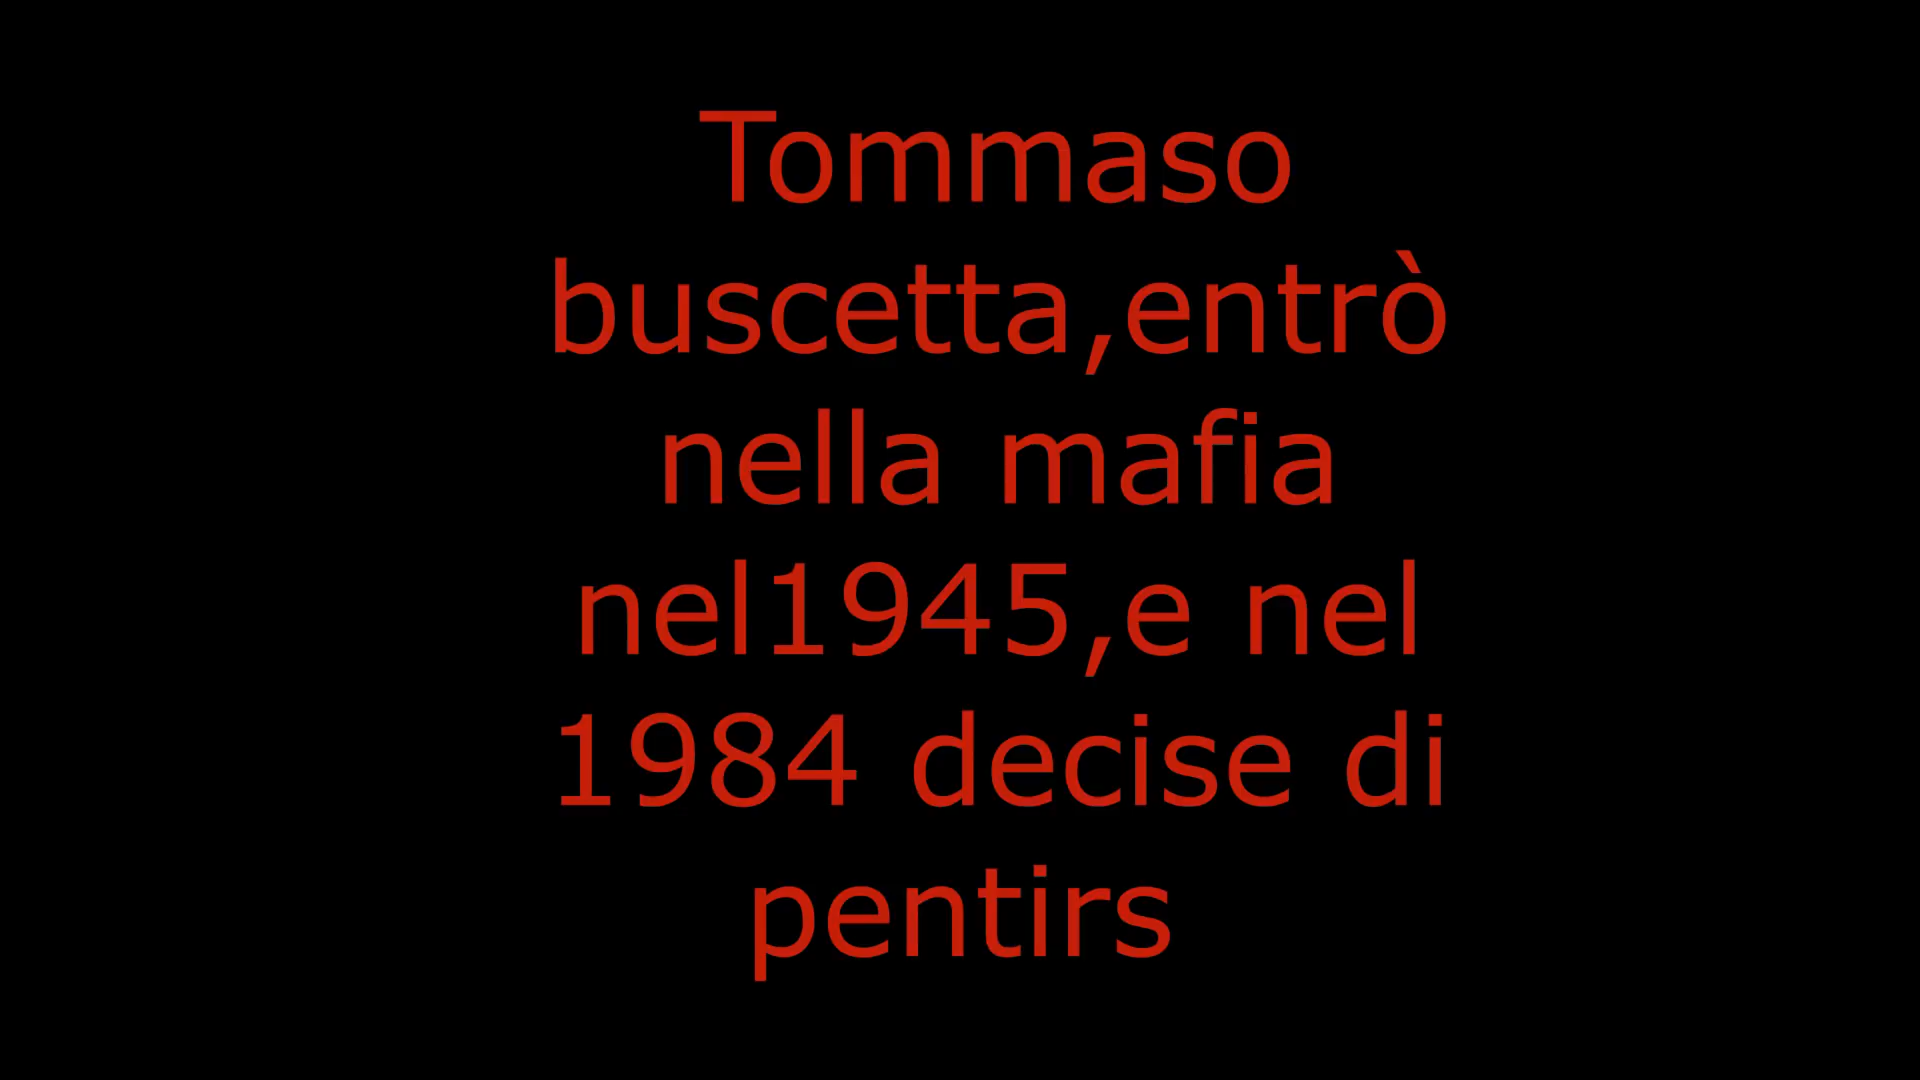 Tommaso
buscetta,entrò
nella mafia
nel1945,e nel
1984 decise di
pentirs